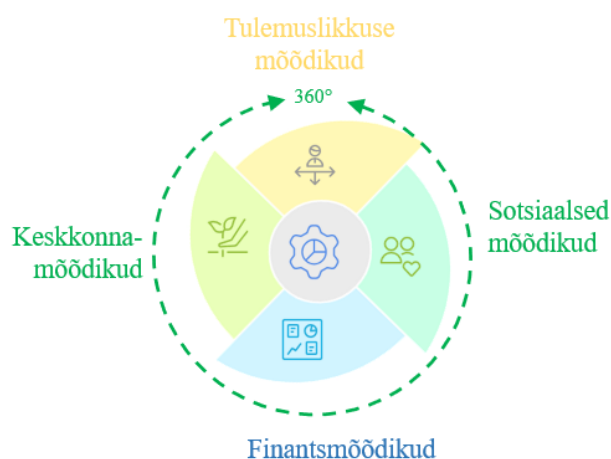 Tulemuslikkuse
mõõdikud
360°
Sotsiaalsed
mõõdikud
Keskkonna-
mõõdikud
Finantsmõõdikud